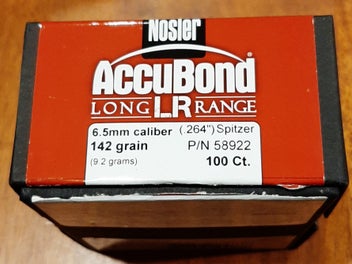 Nosler
AccuBond
LONG LR RANGE
6.5mm caliber (.264") Spitzer
142 grain P/N 58922
(9.2 grams) 100 Ct.